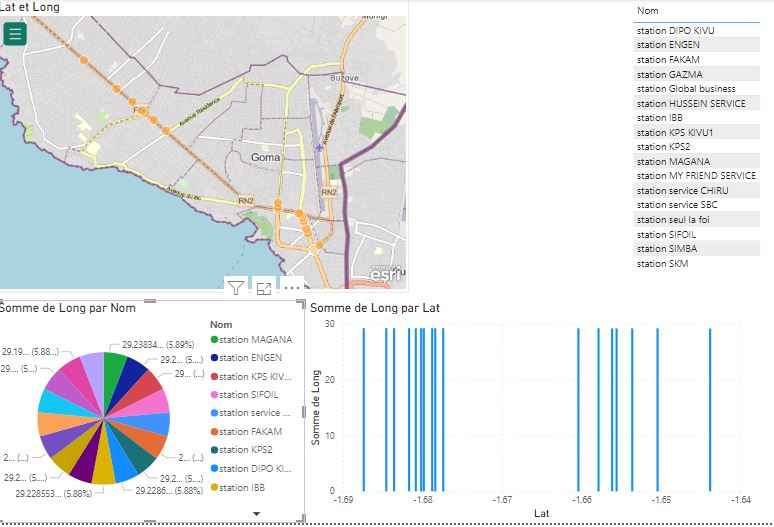 Lat et Long
Buzove
Avenue Résidence
Avenue de l'Aéroport
Goma
Avenue du lac
RN2
RN2
esri
Nom
station DIPO KIVU
station ENGEN
station FAKAM
station GAZMA
station Global business
station HUSSEIN SERVICE
station IBB
station KPS KIVU1
station KPS2
station MAGANA
station MY FRIEND SERVICE
station service CHIRU
station service SBC
station seul la foi
station SIFOIL
station SIMBA
station SKM
Somme de Long par Nom
29.23834... (5.89%)
29.2... (5....)
29... (...)
29.19... (5.88...)
29.... (5....)
2... (...)
29.2... (5....)
29.228553... (5.88%)
2... (...)
29.2... (5....)
29.2286... (5.88%)
Nom
station MAGANA
station ENGEN
station KPS KIV...
station SIFOIL
station service ...
station FAKAM
station KPS2
station DIPO KI...
station IBB
Somme de Long par Lat
Somme de Long
30
20
10
0
-1.69
-1.68
-1.67
-1.66
-1.65
-1.64
Lat